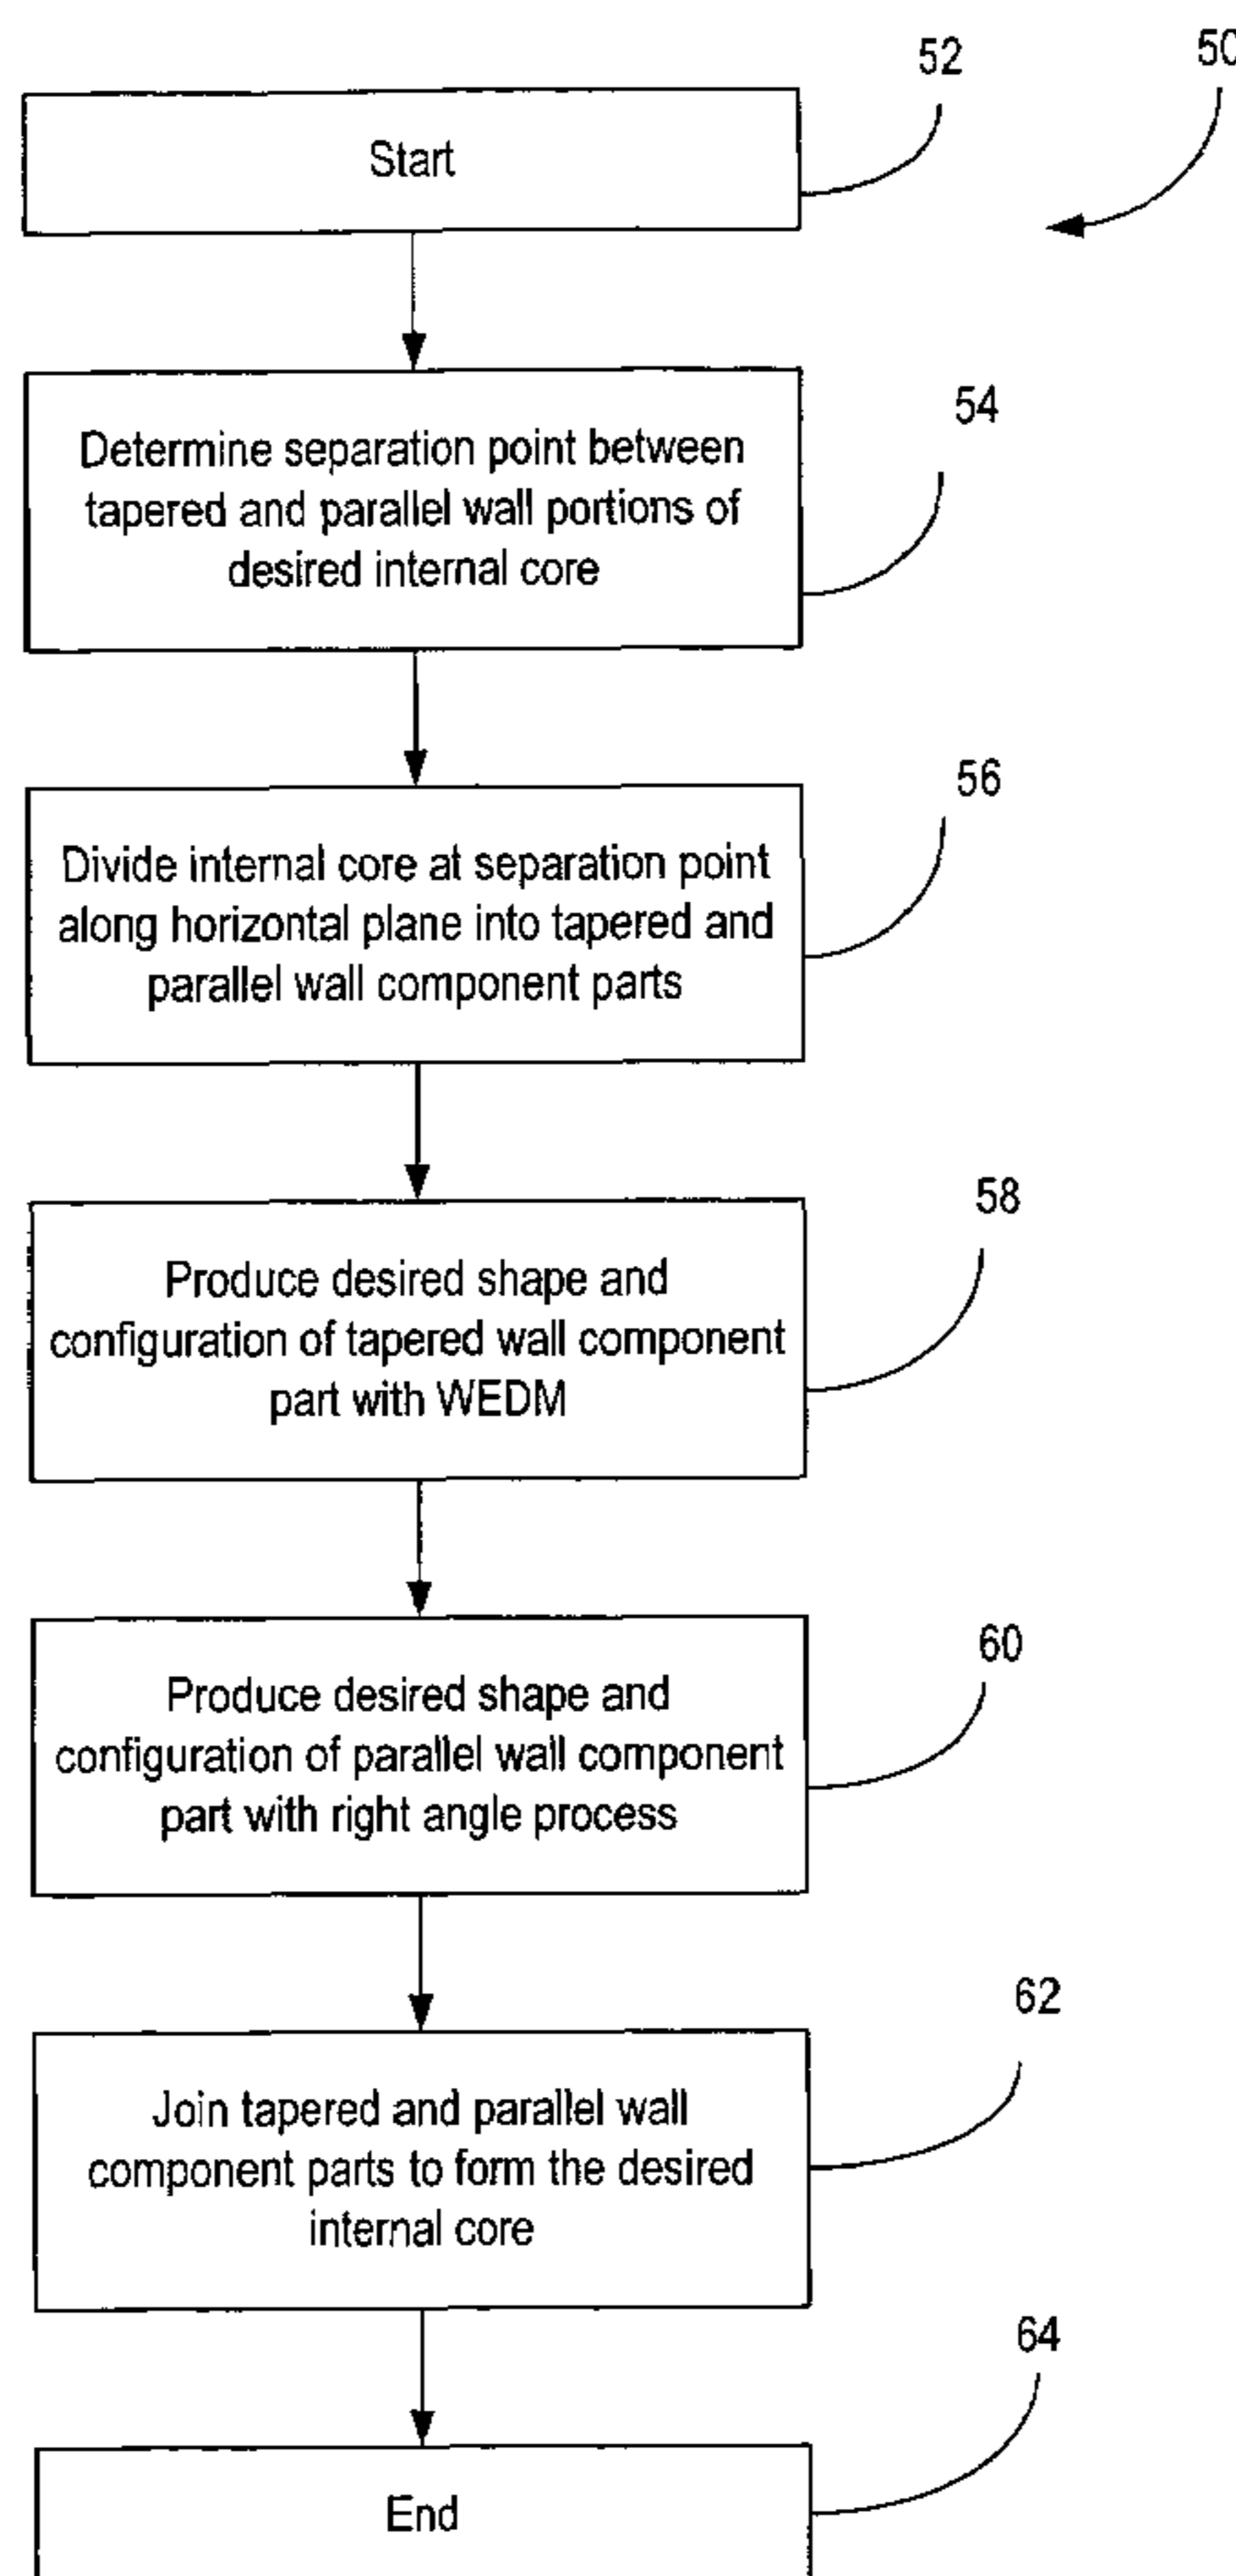 50
52
Start
54
Determine separation point between
tapered and parallel wall portions of
desired internal core
56
Divide internal core at separation point
along horizontal plane into tapered and
parallel wall component parts
58
Produce desired shape and
configuration of tapered wall component
part with WEDM
60
Produce desired shape and
configuration of parallel wall component
part with right angle process
62
Join tapered and parallel wall
component parts to form the desired
internal core
64
End